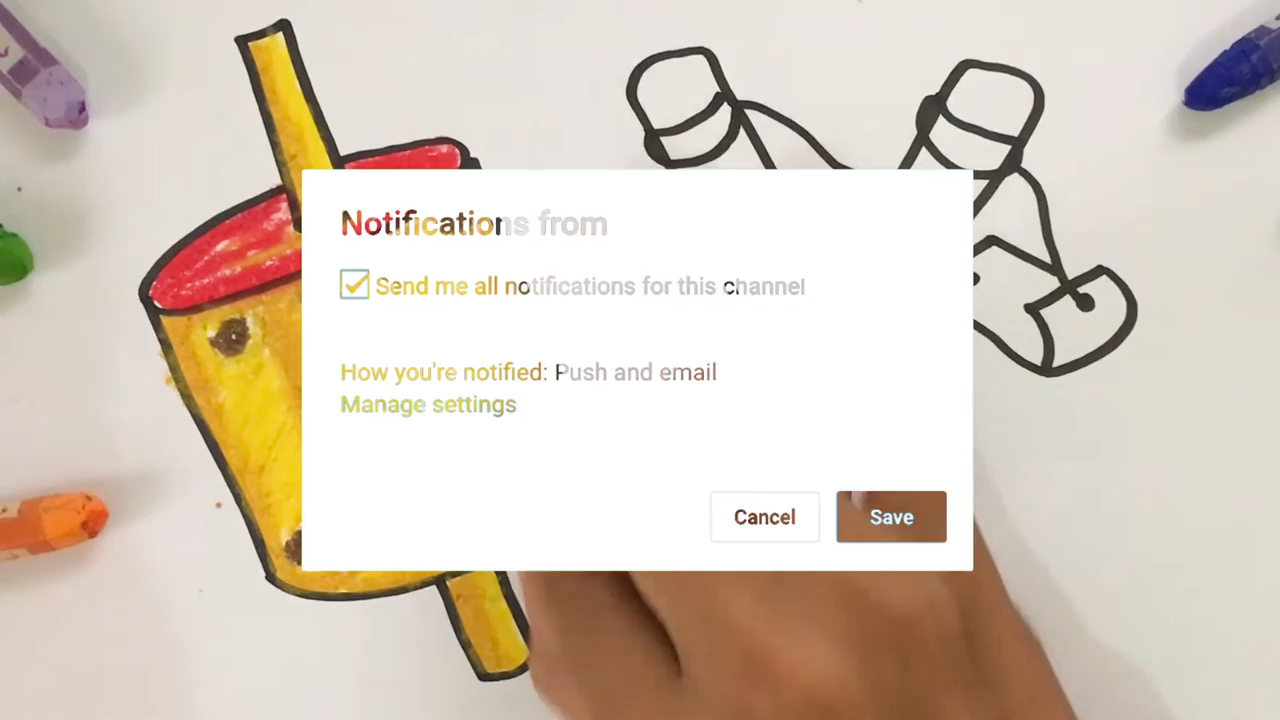 Notifications from
Send me all notifications for this channel
How you're notified: Push and email
Manage settings
Cancel
Save